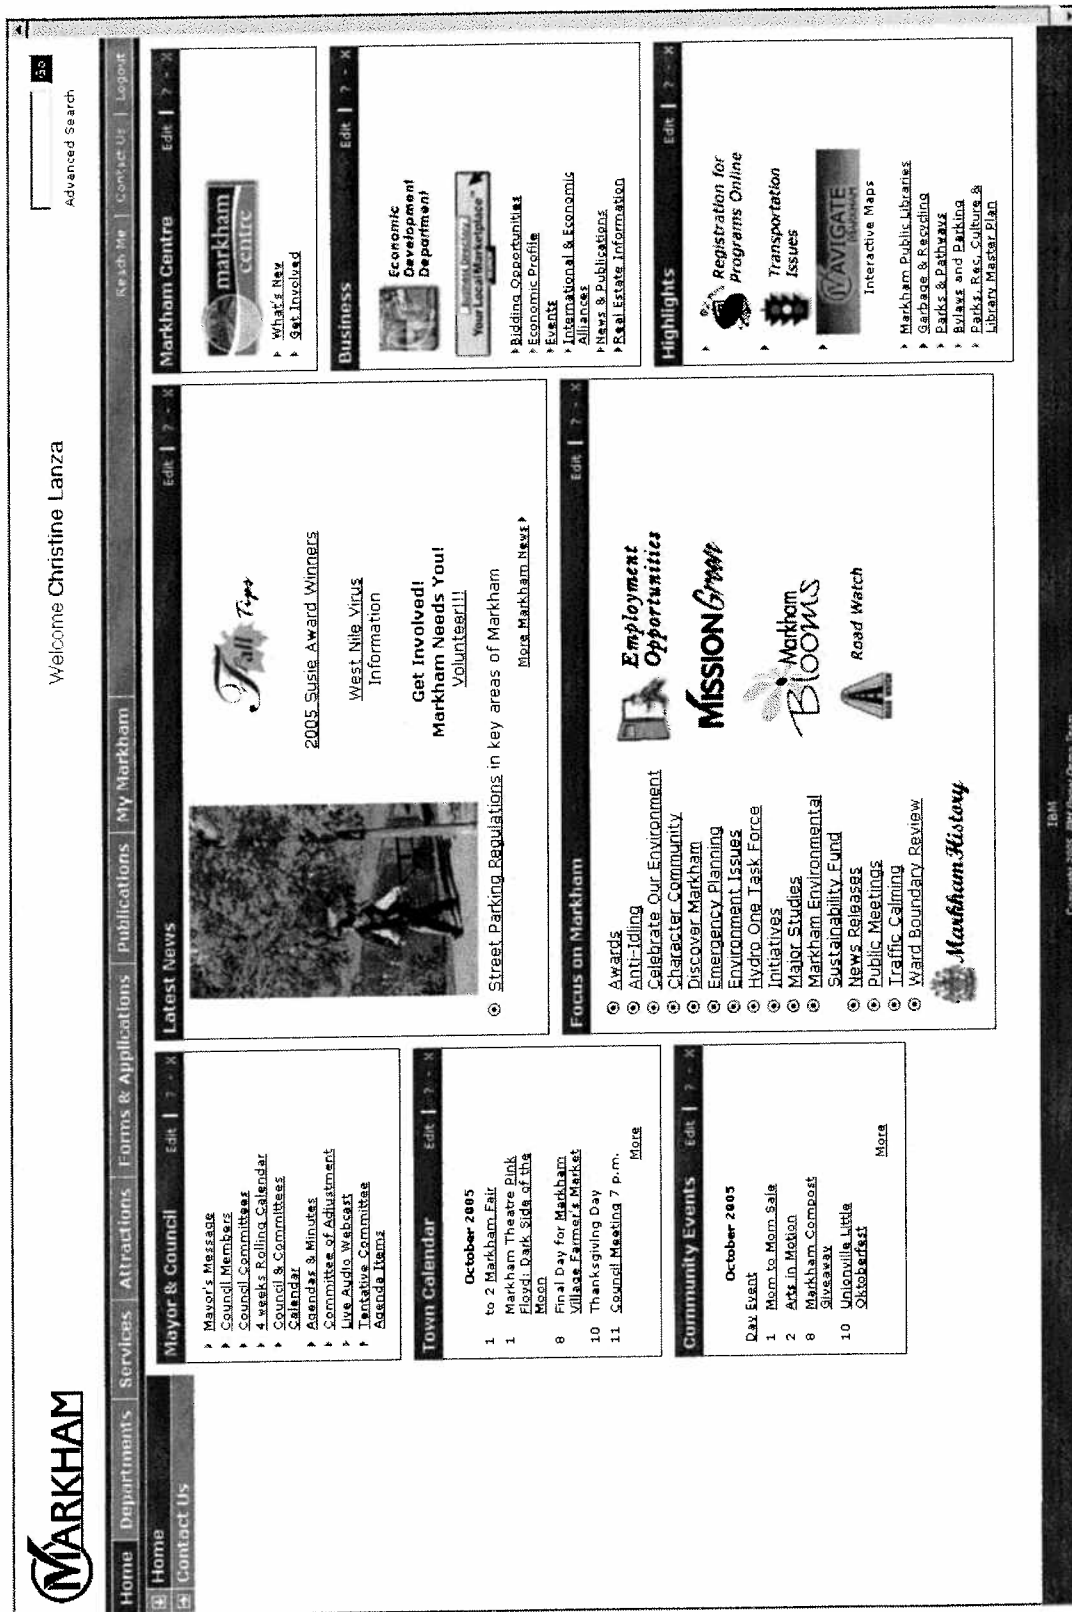 MARKHAM
Welcome Christine Lanza
Go
Advanced Search
Home | Departments | Services | Attractions | Forms & Applications | Publications | My Markham
Reach Me | Contact Us | Logout
Home
Contact Us
Mayor & Council Edit | ? - X
Mayor's Message
Council Members
Council Committees
4 weeks Rolling Calendar
Council & Committees
Calendar
Agendas & Minutes
Committee of Adjustment
Live Audio Webcast
Tentative Committee
Agenda Items
Town Calendar Edit | ? - X
October 2005
1 to 2 Markham Fair
1 Markham Theatre Pink
Floyd: Dark Side of the
Moon
8 Final Day for Markham
Village Farmer's Market
10 Thanksgiving Day
11 Council Meeting 7 p.m.
More
Community Events Edit | ? - X
October 2005
Day Event
1 Mom to Mom Sale
2 Arts in Motion
8 Markham Compost
Giveaway
10 Unionville Little
Oktoberfest
More
Latest News Edit | ? - X
Fall Tips
2005 Susie Award Winners
West Nile Virus
Information
Get Involved!
Markham Needs You!
Volunteer!!!
Street Parking Regulations in key areas of Markham
More Markham News
Focus on Markham Edit | ? - X
Awards
Anti-Idling
Celebrate Our Environment
Character Community
Discover Markham
Emergency Planning
Environment Issues
Hydro One Task Force
Initiatives
Major Studies
Markham Environmental
Sustainability Fund
News Releases
Public Meetings
Traffic Calming
Ward Boundary Review
Markham History
Employment
Opportunities
MISSION Green
Markham
Blooms
Road Watch
Markham Centre Edit | ? - X
markham
centre
What's New
Get Involved
Business Edit | ? - X
Economic
Development
Department
Your Local Marketplace
Bidding Opportunities
Economic Profile
Events
International & Economic
Alliances
News & Publications
Real Estate Information
Highlights Edit | ? - X
Registration for
Programs Online
Transportation
Issues
NAVIGATE
MARKHAM
Interactive Maps
Markham Public Libraries
Garbage & Recycling
Parks & Pathways
Bylaws and Parking
Parks, Rec, Culture &
Library Master Plan
IBM